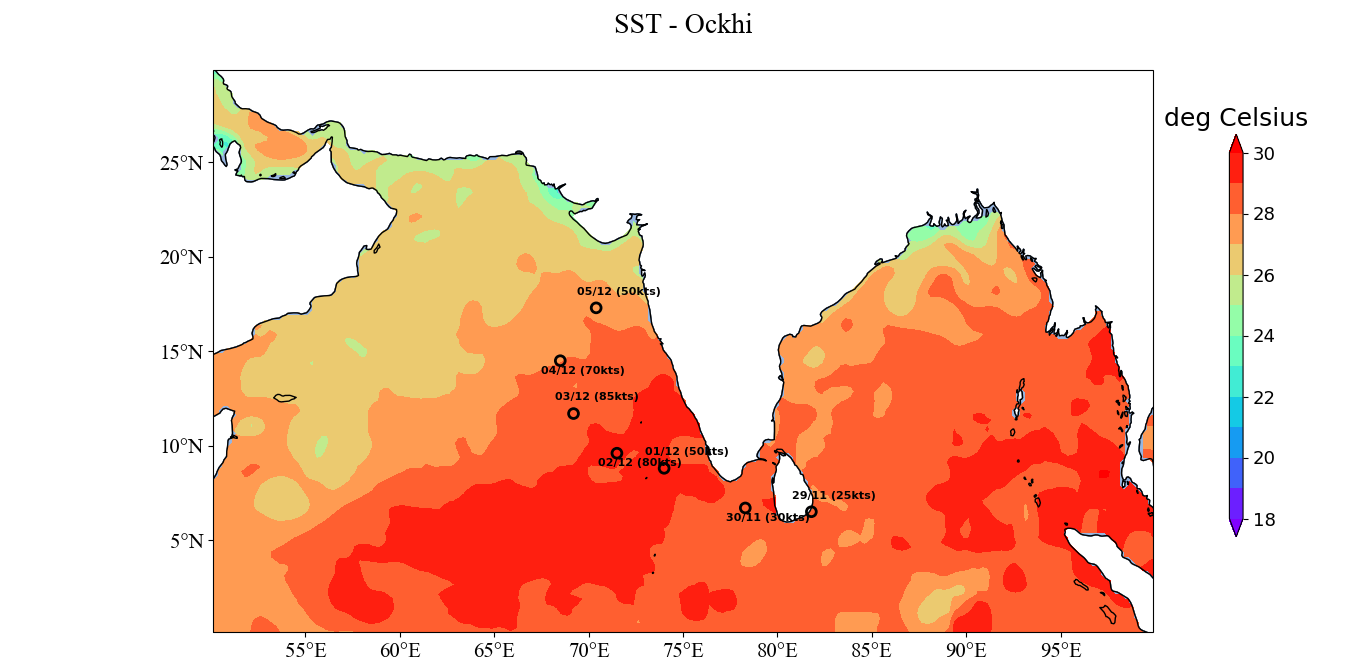 SST - Ockhi
deg Celsius
30
28
26
24
22
20
18
25°N
20°N
15°N
10°N
5°N
05/12 (50kts)
04/12 (70kts)
03/12 (85kts)
01/12 (50kts)
02/12 (80kts)
29/11 (25kts)
30/11 (30kts)
55°E 60°E 65°E 70°E 75°E 80°E 85°E 90°E 95°E